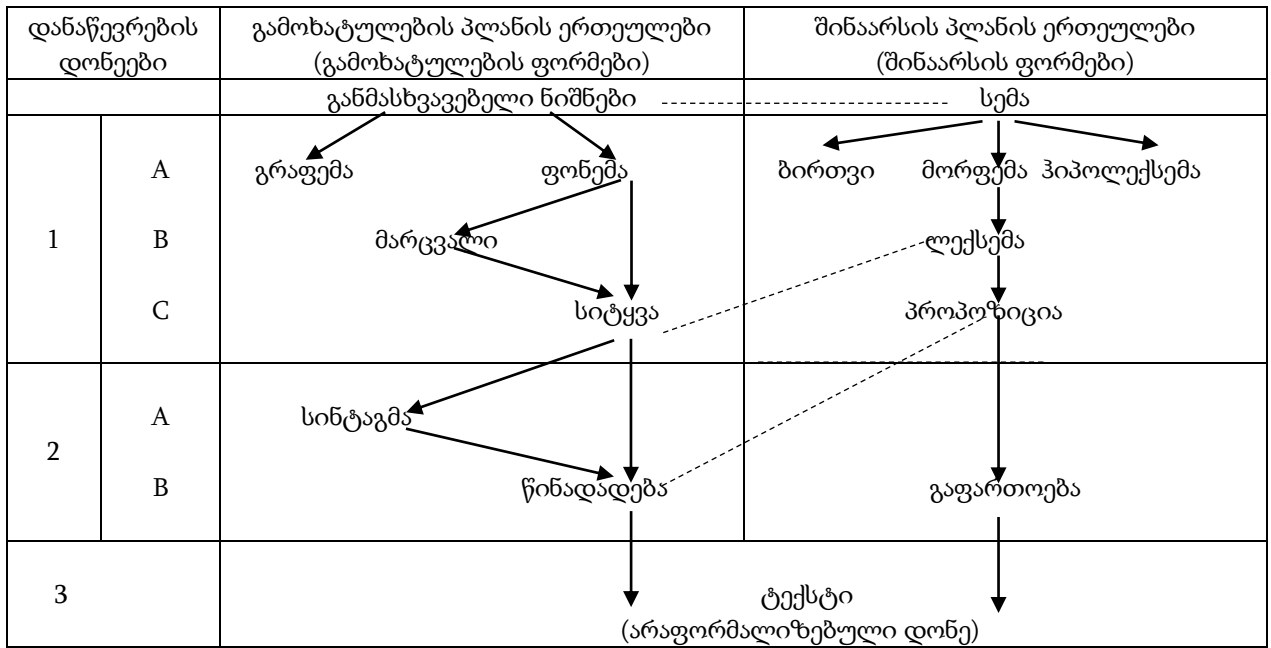 დანაწევრების
დონეები
გამოხატულების პლანის ერთეულები
(გამოხატულების ფორმები)
შინაარსის პლანის ერთეულები
(შინაარსის ფორმები)
განმასხვავებელი ნიშნები
სემა
1
A
გრაფემა
ფონემა
ბირთვი
მორფემა
ჰიპოლექსემა
B
მარცვალი
ლექსემა
C
სიტყვა
პროპოზიცია
2
A
სინტაგმა
B
წინადადება
გაფართოება
3
ტექსტი
(არაფორმალიზებული დონე)